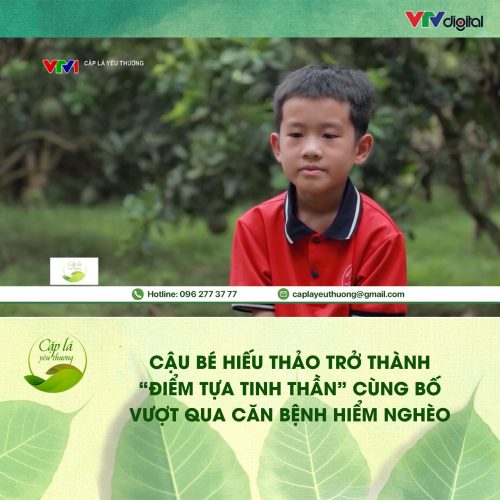 VTVdigital
VTV1 CẶP LÁ YÊU THƯƠNG
Cặp lá
yêu thương
Hotline: 096 277 37 77
caplayeuthuong@gmail.com
Cặp lá
yêu thương
CẬU BÉ HIẾU THẢO TRỞ THÀNH
“ĐIỂM TỰA TINH THẦN” CÙNG BỐ
VƯỢT QUA CĂN BỆNH HIỂM NGHÈO